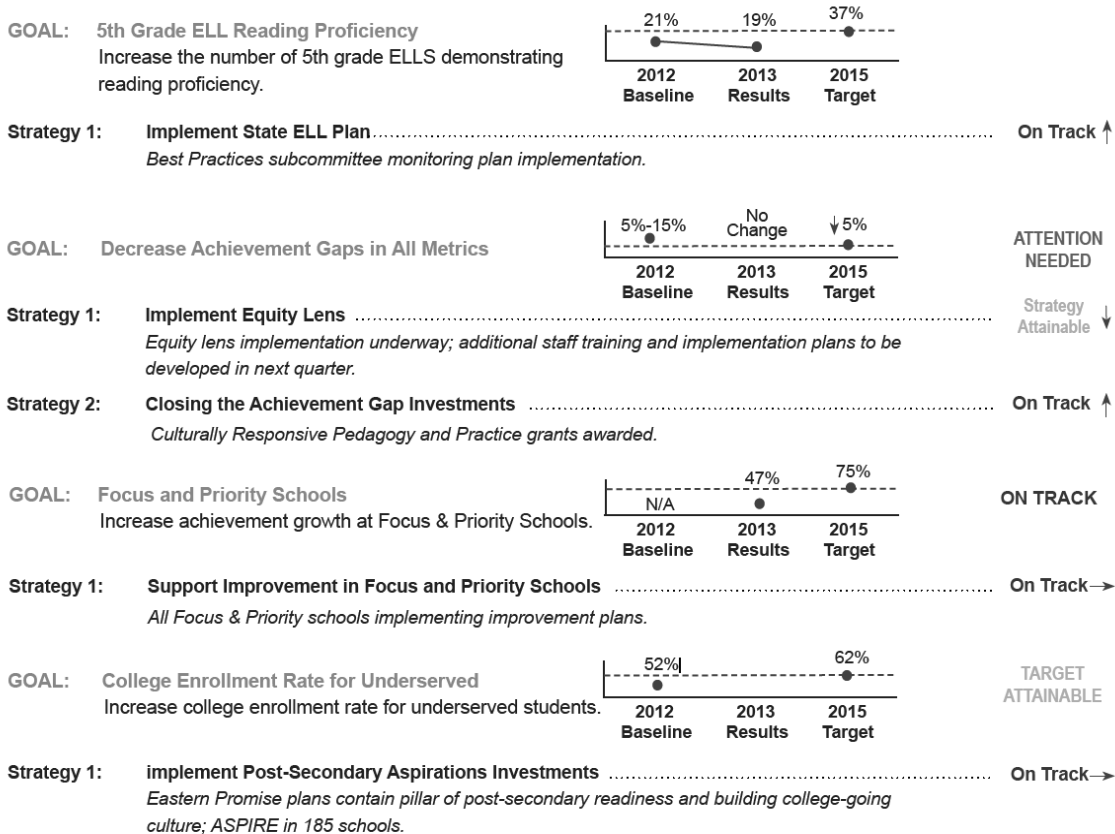 GOAL: 5th Grade ELL Reading Proficiency
Increase the number of 5th grade ELLS demonstrating
reading proficiency.
21% 19% 37%
2012 2013 2015
Baseline Results Target
Strategy 1: Implement State ELL Plan On Track
Best Practices subcommittee monitoring plan implementation.
GOAL: Decrease Achievement Gaps in All Metrics
5%-15% No
Change 5%
2012 2013 2015
Baseline Results Target
ATTENTION
NEEDED
Strategy 1: Implement Equity Lens Strategy
Attainable
Equity lens implementation underway; additional staff training and implementation plans to be
developed in next quarter.
Strategy 2: Closing the Achievement Gap Investments On Track
Culturally Responsive Pedagogy and Practice grants awarded.
GOAL: Focus and Priority Schools
Increase achievement growth at Focus & Priority Schools.
N/A 47% 75%
2012 2013 2015
Baseline Results Target
ON TRACK
Strategy 1: Support Improvement in Focus and Priority Schools On Track
All Focus & Priority schools implementing improvement plans.
GOAL: College Enrollment Rate for Underserved
Increase college enrollment rate for underserved students.
52% 62%
2012 2013 2015
Baseline Results Target
TARGET
ATTAINABLE
Strategy 1: implement Post-Secondary Aspirations Investments On Track
Eastern Promise plans contain pillar of post-secondary readiness and building college-going
culture; ASPIRE in 185 schools.